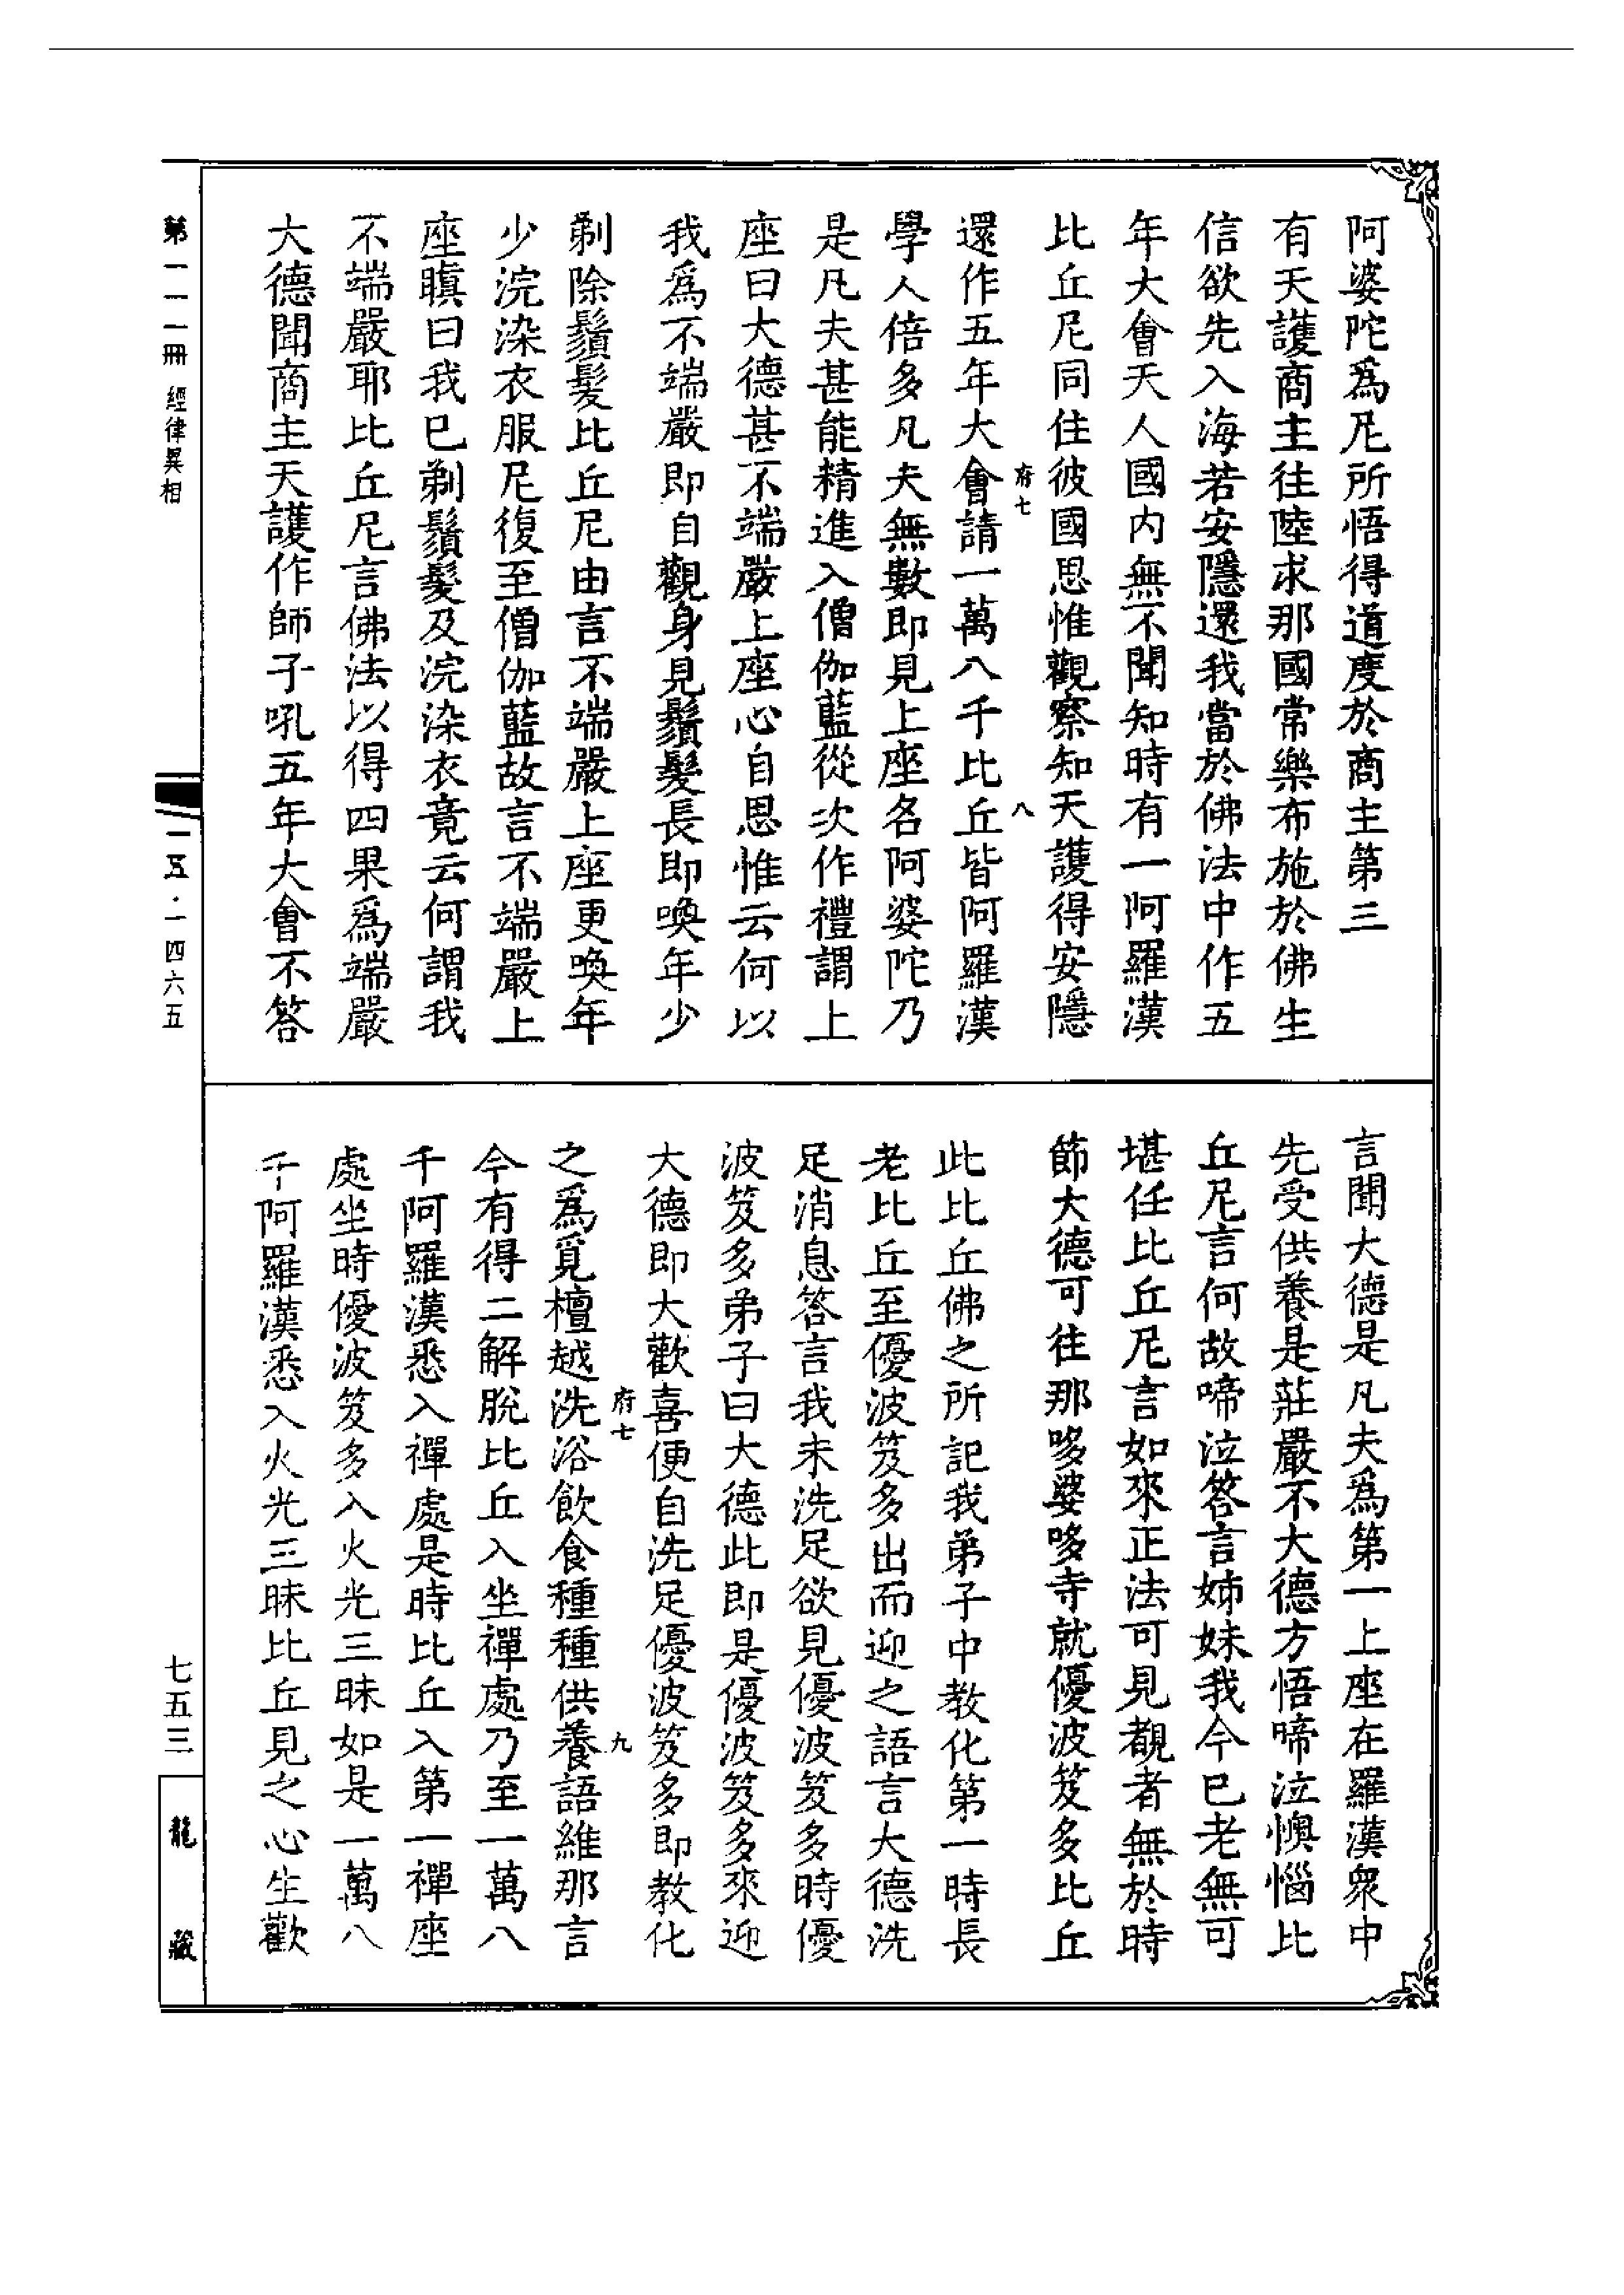 阿婆陀爲尼所悟得道度於商主第三
有天護商主往陸求那國常樂布施於佛生
信欲先入海若安隱還我當於佛法中作五
年大會天人國內無不聞知時有一阿羅漢
比丘尼同住彼國思惟觀察知天護得安隱
府七
八
還作五年大會請一萬八千比丘皆阿羅漢
學人倍多凡夫無數即見上座名阿婆陀乃
是凡夫甚能精進入僧伽藍從次作禮謂上
座曰大德甚不端嚴上座心自思惟云何以
我爲不端嚴即自觀身見鬚髮長即喚年少
剃除鬚髮比丘尼由言不端嚴上座更喚年
少浣染衣服尼復至僧伽藍故言不端嚴上
座瞋曰我已剃鬚髮及浣染衣竟云何謂我
不端嚴耶比丘尼言佛法以得四果爲端嚴
大德聞商主天護作師子吼五年大會不答
言聞大德是凡夫爲第一上座在羅漢衆中
先受供養是莊嚴不大德方悟啼泣懊惱比
丘尼言何故啼泣答言姊妹我今已老無可
堪任比丘尼言如來正法可見覩者無於時
節大德可往那哆婆哆寺就優波笈多比丘
此比丘佛之所記我弟子中教化第一時長
老比丘至優波笈多出而迎之語言大德洗
足消息答言我未洗足欲見優波笈多時優
波笈多弟子曰大德此即是優波笈多來迎
大德即大歡喜便自洗足優波笈多即教化
府七
九
之爲覓檀越洗浴飲食種種供養語維那言
今有得二解脫比丘入坐禪處乃至一萬八
千阿羅漢悉入禪處是時比丘入第一禪座
處坐時優波笈多入火光三昧如是一萬八
千阿羅漢悉入火光三昧比丘見之心生歡
第一一一冊 經律異相
一五·一四六五
七五三
龍藏